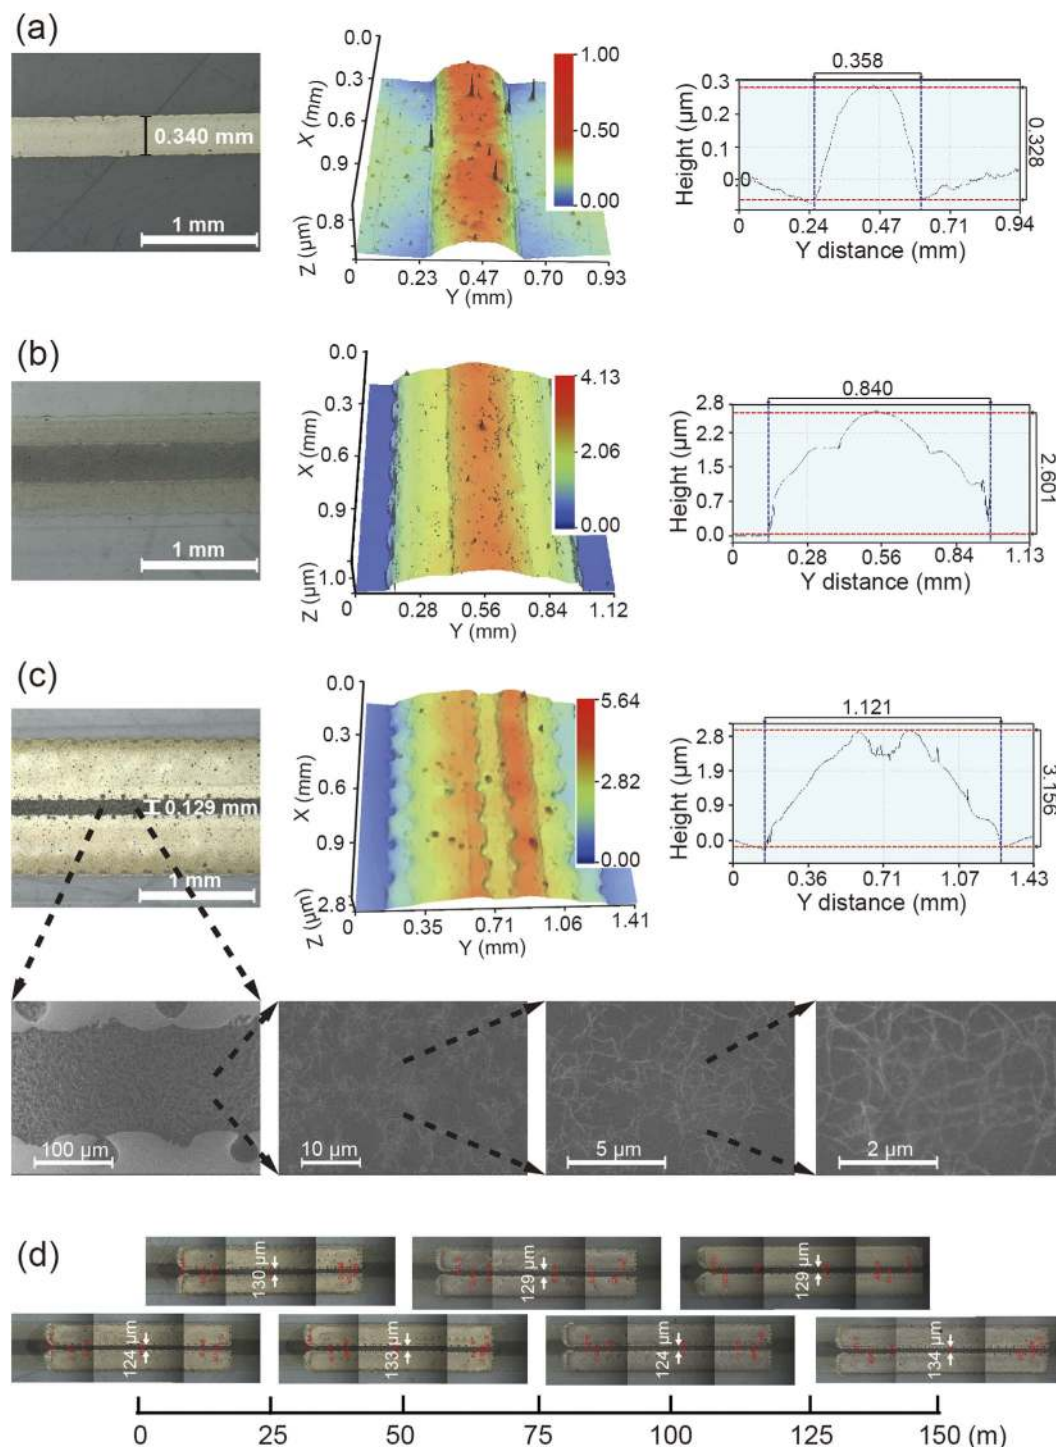 (a)
0.340 mm
1 mm
0.0
0.3
0.6
0.9
0.8
X (mm)
Z (µm)
0 0.23 0.47 0.70 0.93
Y (mm)
1.00
0.50
0.00
0.358
0.3
0.2
0.1
0.0
Height (µm)
0.328
0 0.24 0.47 0.71 0.94
Y distance (mm)
(b)
1 mm
0.0
0.3
0.6
0.9
1.0
X (mm)
Z (µm)
0 0.28 0.56 0.84 1.12
Y (mm)
4.13
2.06
0.00
0.840
2.8
2.2
1.5
0.7
0.0
Height (µm)
2.601
0 0.28 0.56 0.84 1.13
Y distance (mm)
(c)
0.129 mm
1 mm
0.0
0.3
0.6
0.9
2.8
X (mm)
Z (µm)
0 0.35 0.71 1.06 1.41
Y (mm)
5.64
2.82
0.00
1.121
2.8
1.9
0.9
0.0
Height (µm)
3.156
0 0.36 0.71 1.07 1.43
Y distance (mm)
100 µm
10 µm
5 µm
2 µm
(d)
130 µm
129 µm
129 µm
124 µm
133 µm
124 µm
134 µm
0 25 50 75 100 125 150 (m)